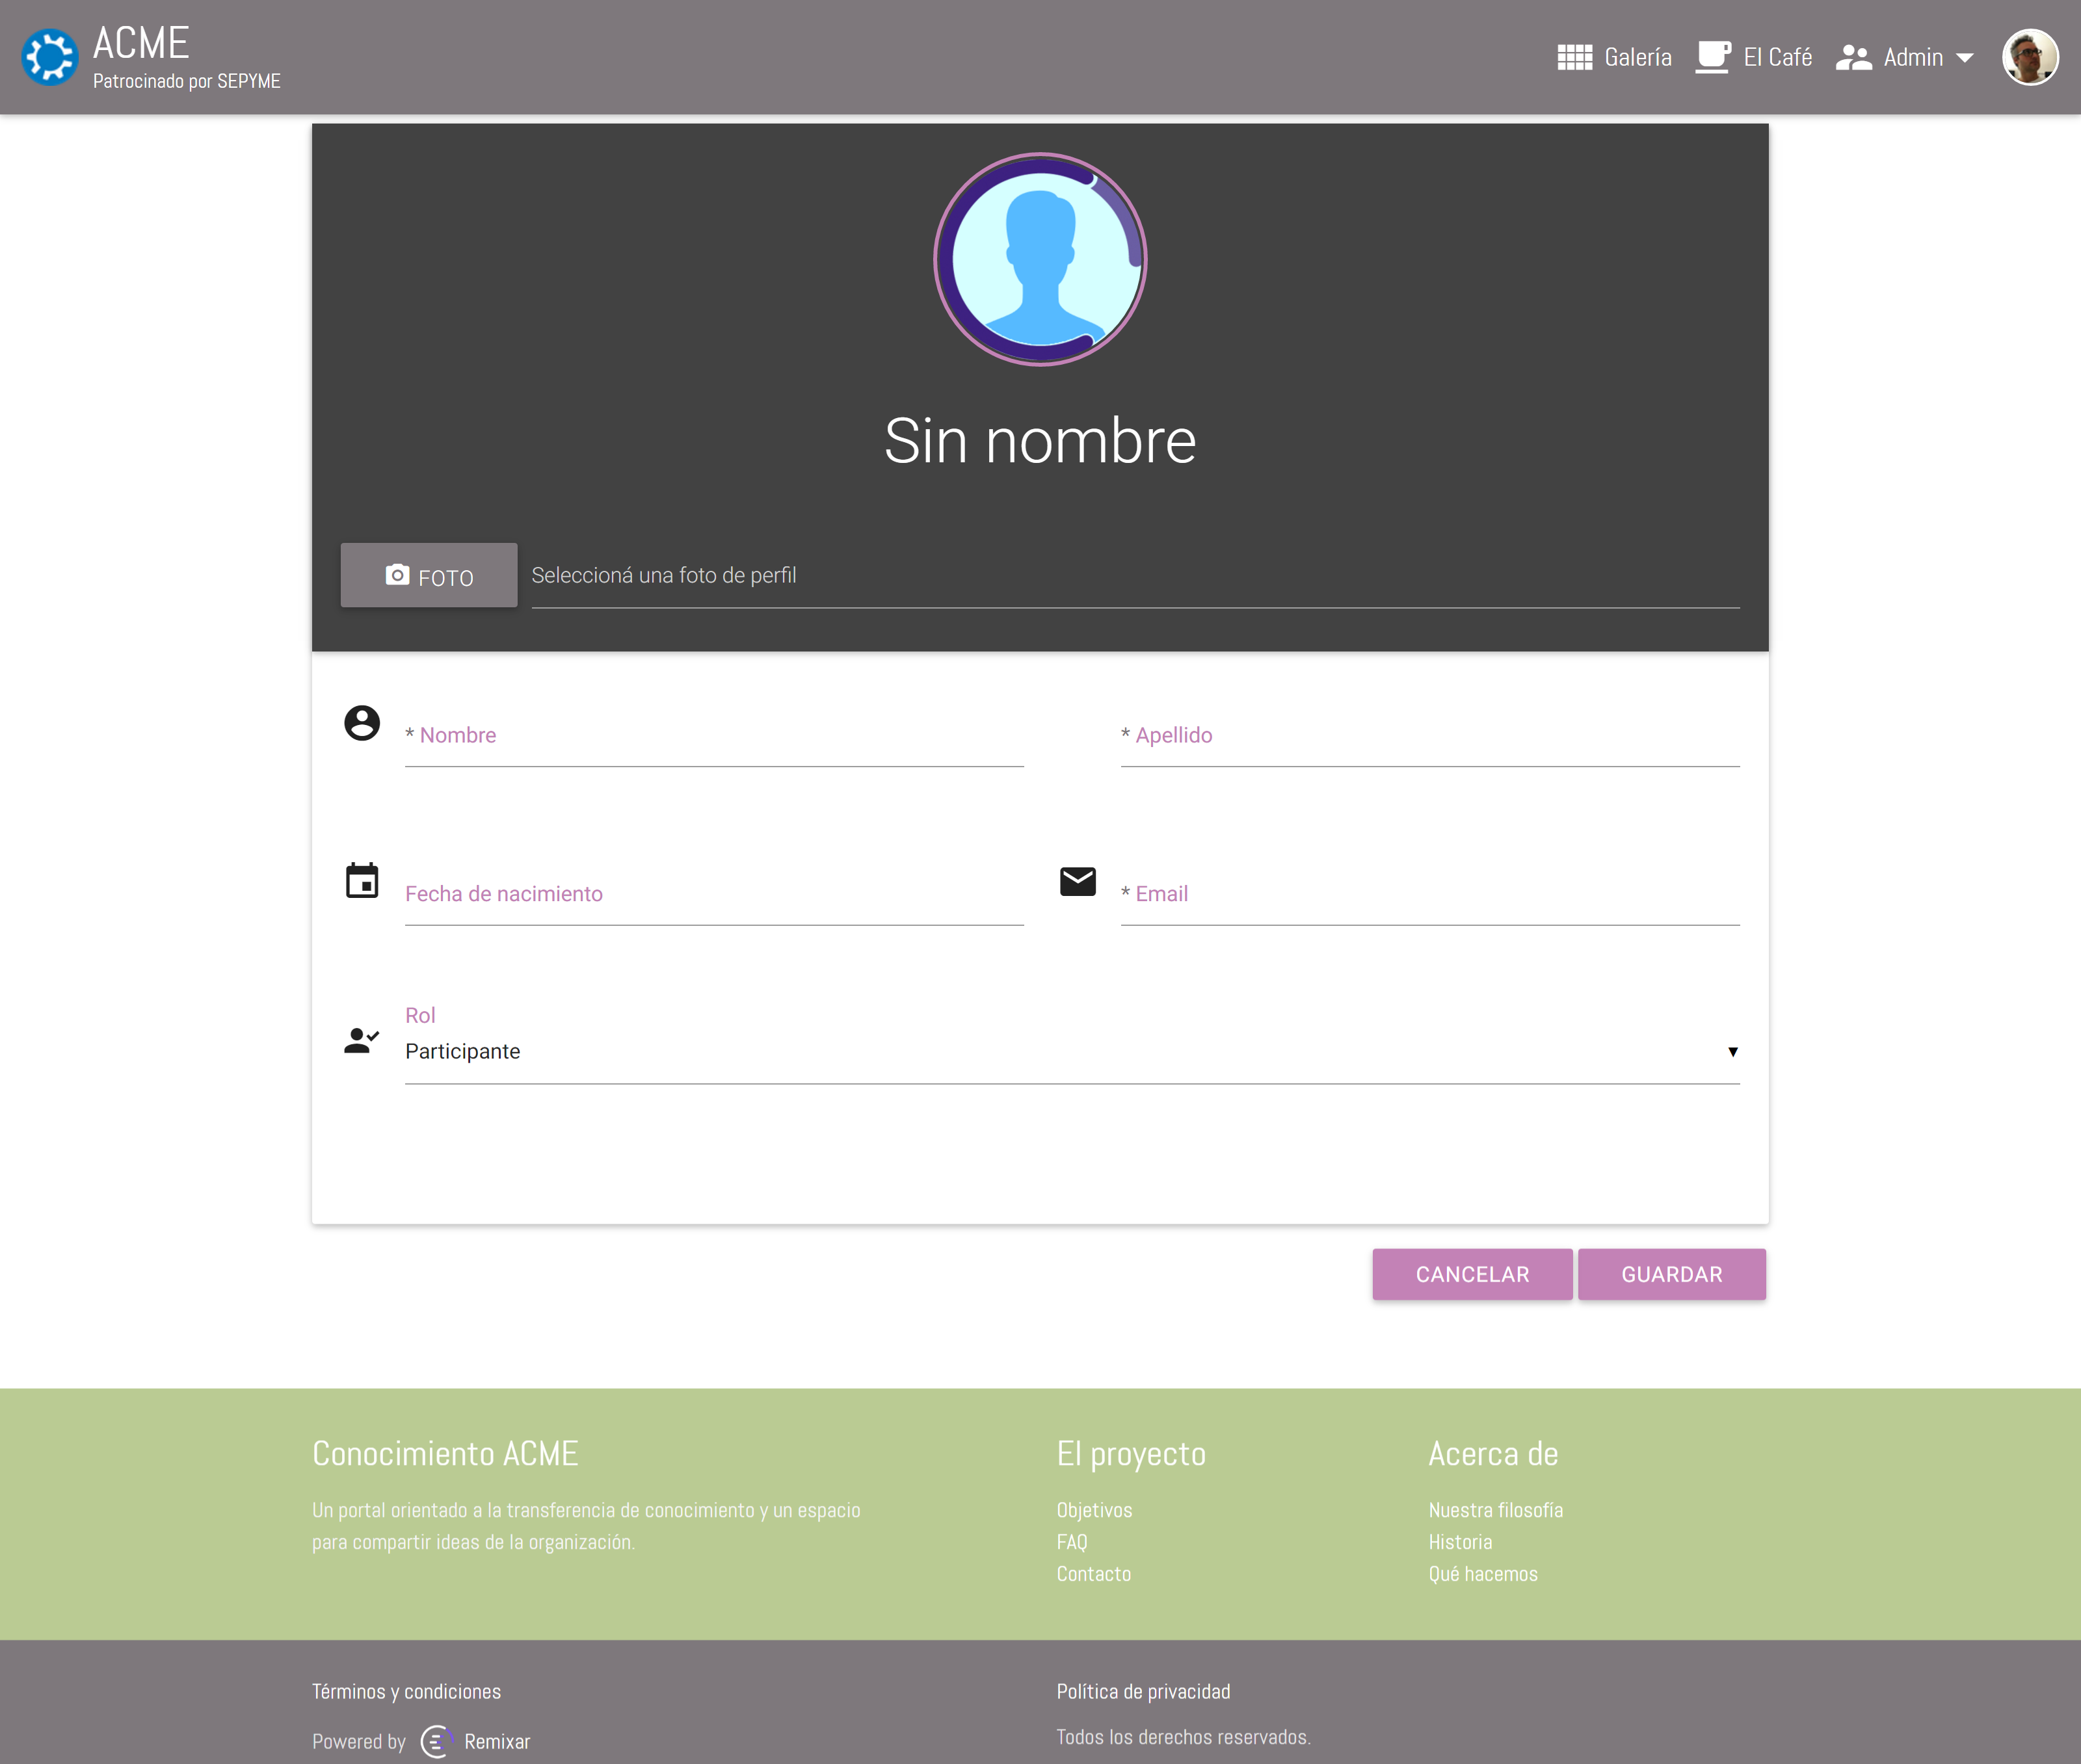 ACME
Patrocinado por SEPYME
Galería
El Café
Admin
Sin nombre
FOTO
Seleccioná una foto de perfil
* Nombre
* Apellido
Fecha de nacimiento
* Email
Rol
Participante
CANCELAR
GUARDAR
Conocimiento ACME
Un portal orientado a la transferencia de conocimiento y un espacio
para compartir ideas de la organización.
El proyecto
Objetivos
FAQ
Contacto
Acerca de
Nuestra filosofía
Historia
Qué hacemos
Términos y condiciones
Política de privacidad
Powered by Remixar
Todos los derechos reservados.